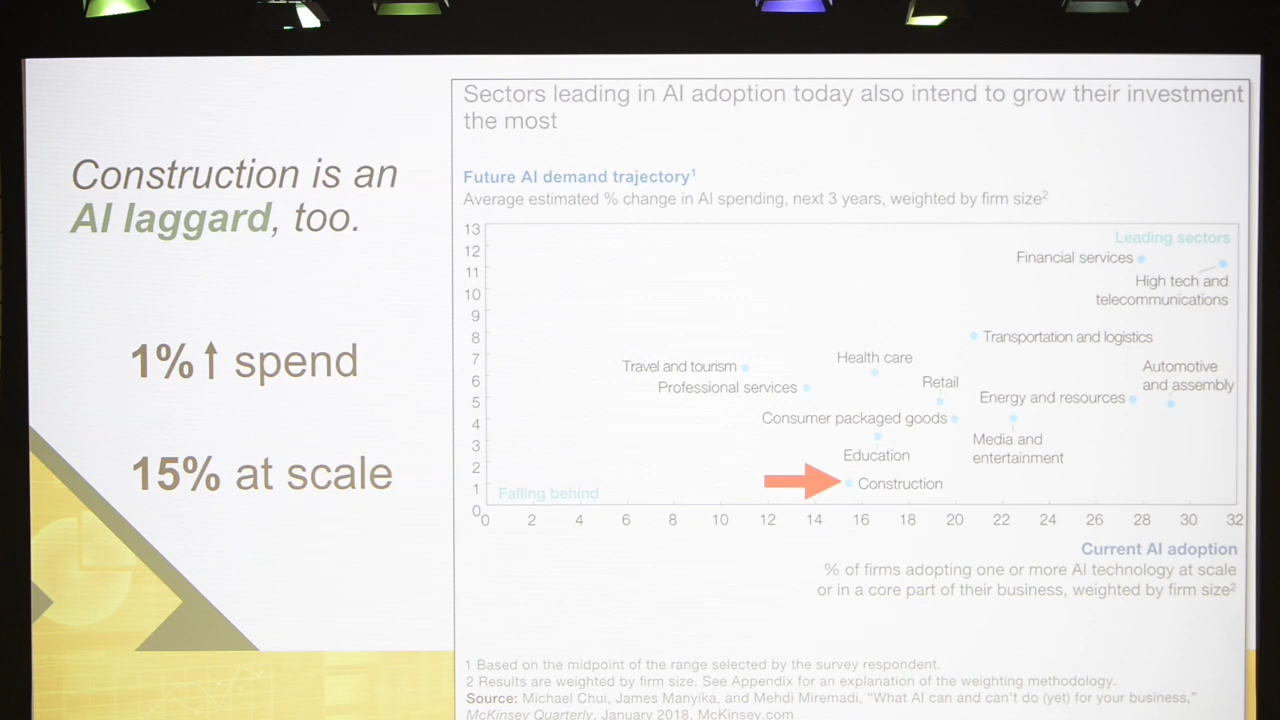 Construction is an
AI laggard, too.
1% ↑ spend
15% at scale
Sectors leading in AI adoption today also intend to grow their investment
the most
Future AI demand trajectory¹
Average estimated % change in AI spending, next 3 years, weighted by firm size²
13
12
11
10
9
8
7
6
5
4
3
2
1
0
Leading sectors
Financial services
High tech and
telecommunications
Transportation and logistics
Travel and tourism
Health care
Automotive
and assembly
Professional services
Retail
Energy and resources
Consumer packaged goods
Media and
entertainment
Education
Construction
Falling behind
0 2 4 6 8 10 12 14 16 18 20 22 24 26 28 30 32
Current AI adoption
% of firms adopting one or more AI technology at scale
or in a core part of their business, weighted by firm size²
1 Based on the midpoint of the range selected by the survey respondent.
2 Results are weighted by firm size. See Appendix for an explanation of the weighting methodology.
Source: Michael Chui, James Manyika, and Mehdi Miremadi, “What AI can and can’t do (yet) for your business,”
McKinsey Quarterly, January 2018, McKinsey.com